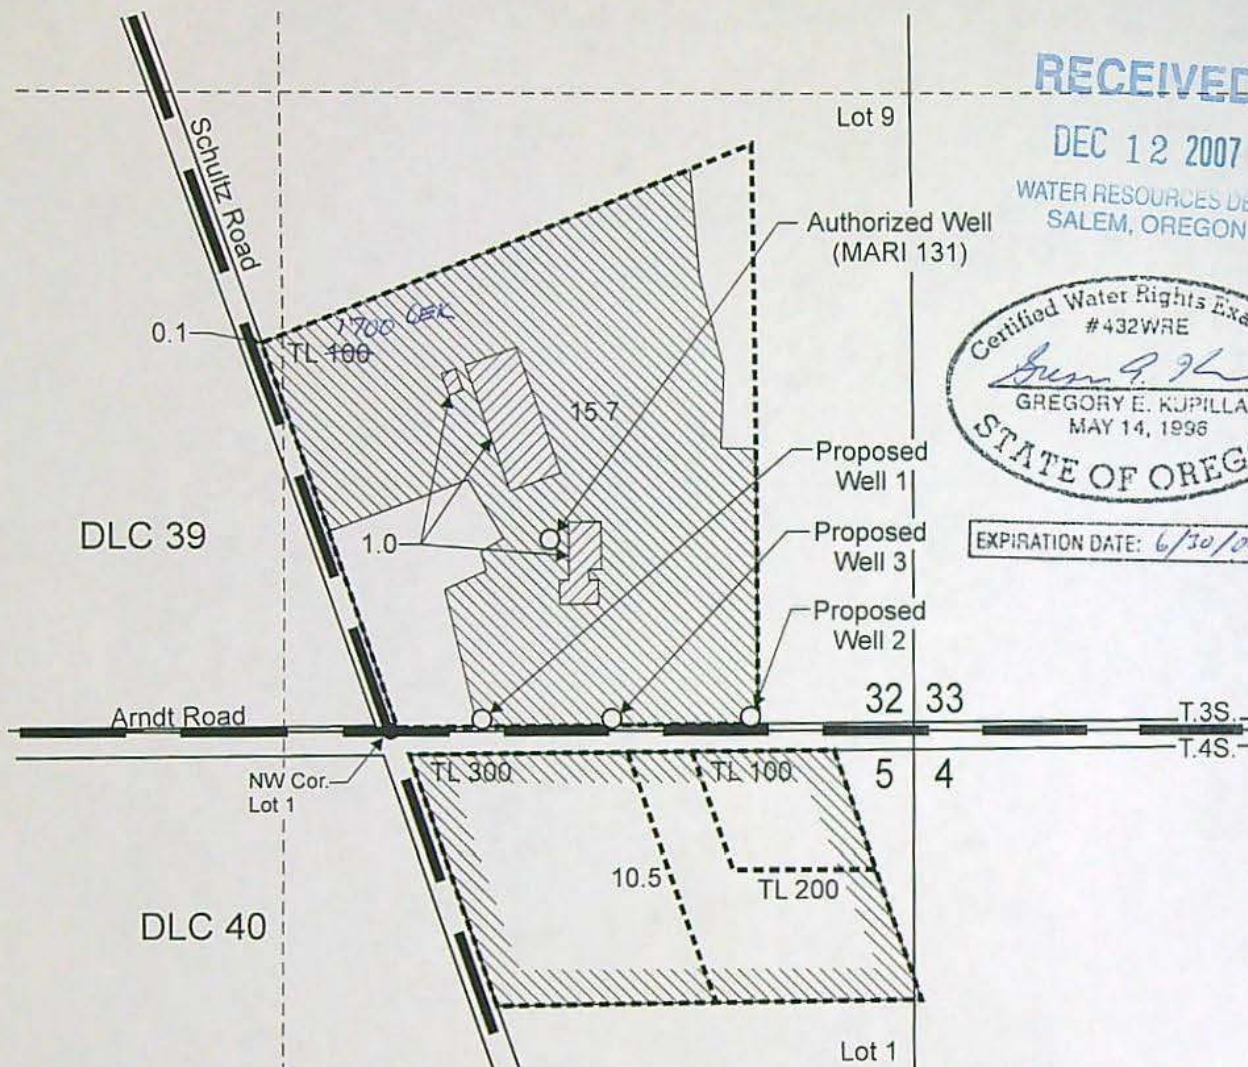 Lot 9
RECEIVED
DEC 12 2007
WATER RESOURCES DE
SALEM, OREGON
Schultz Road
Authorized Well
(MARI 131)
Certified Water Rights Exa
#432WRE
GREGORY E. KUPILLA
MAY 14, 1996
STATE OF OREG
EXPIRATION DATE: 6/30/0
0.1
1700 GEK
TL 100
15.7
Proposed
Well 1
DLC 39
1.0
Proposed
Well 3
Proposed
Well 2
32 33
Arndt Road
T.3S.
T.4S.
NW Cor.
Lot 1
TL 300
TL 100
5 4
10.5
TL 200
DLC 40
Lot 1